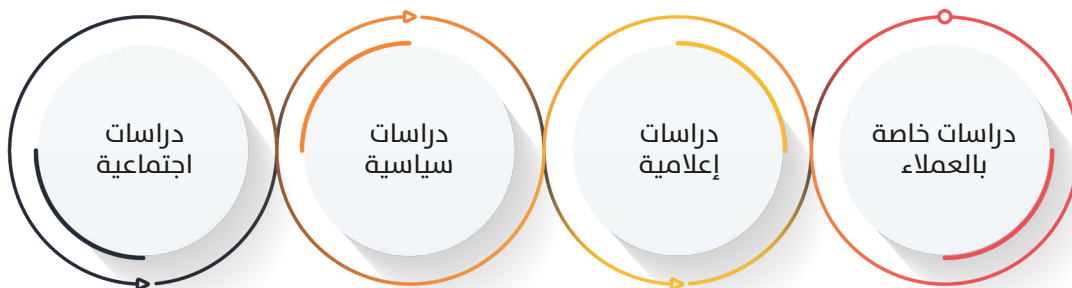 دراسات خاصة
بالعملاء
دراسات
إعلامية
دراسات
سياسية
دراسات
اجتماعية